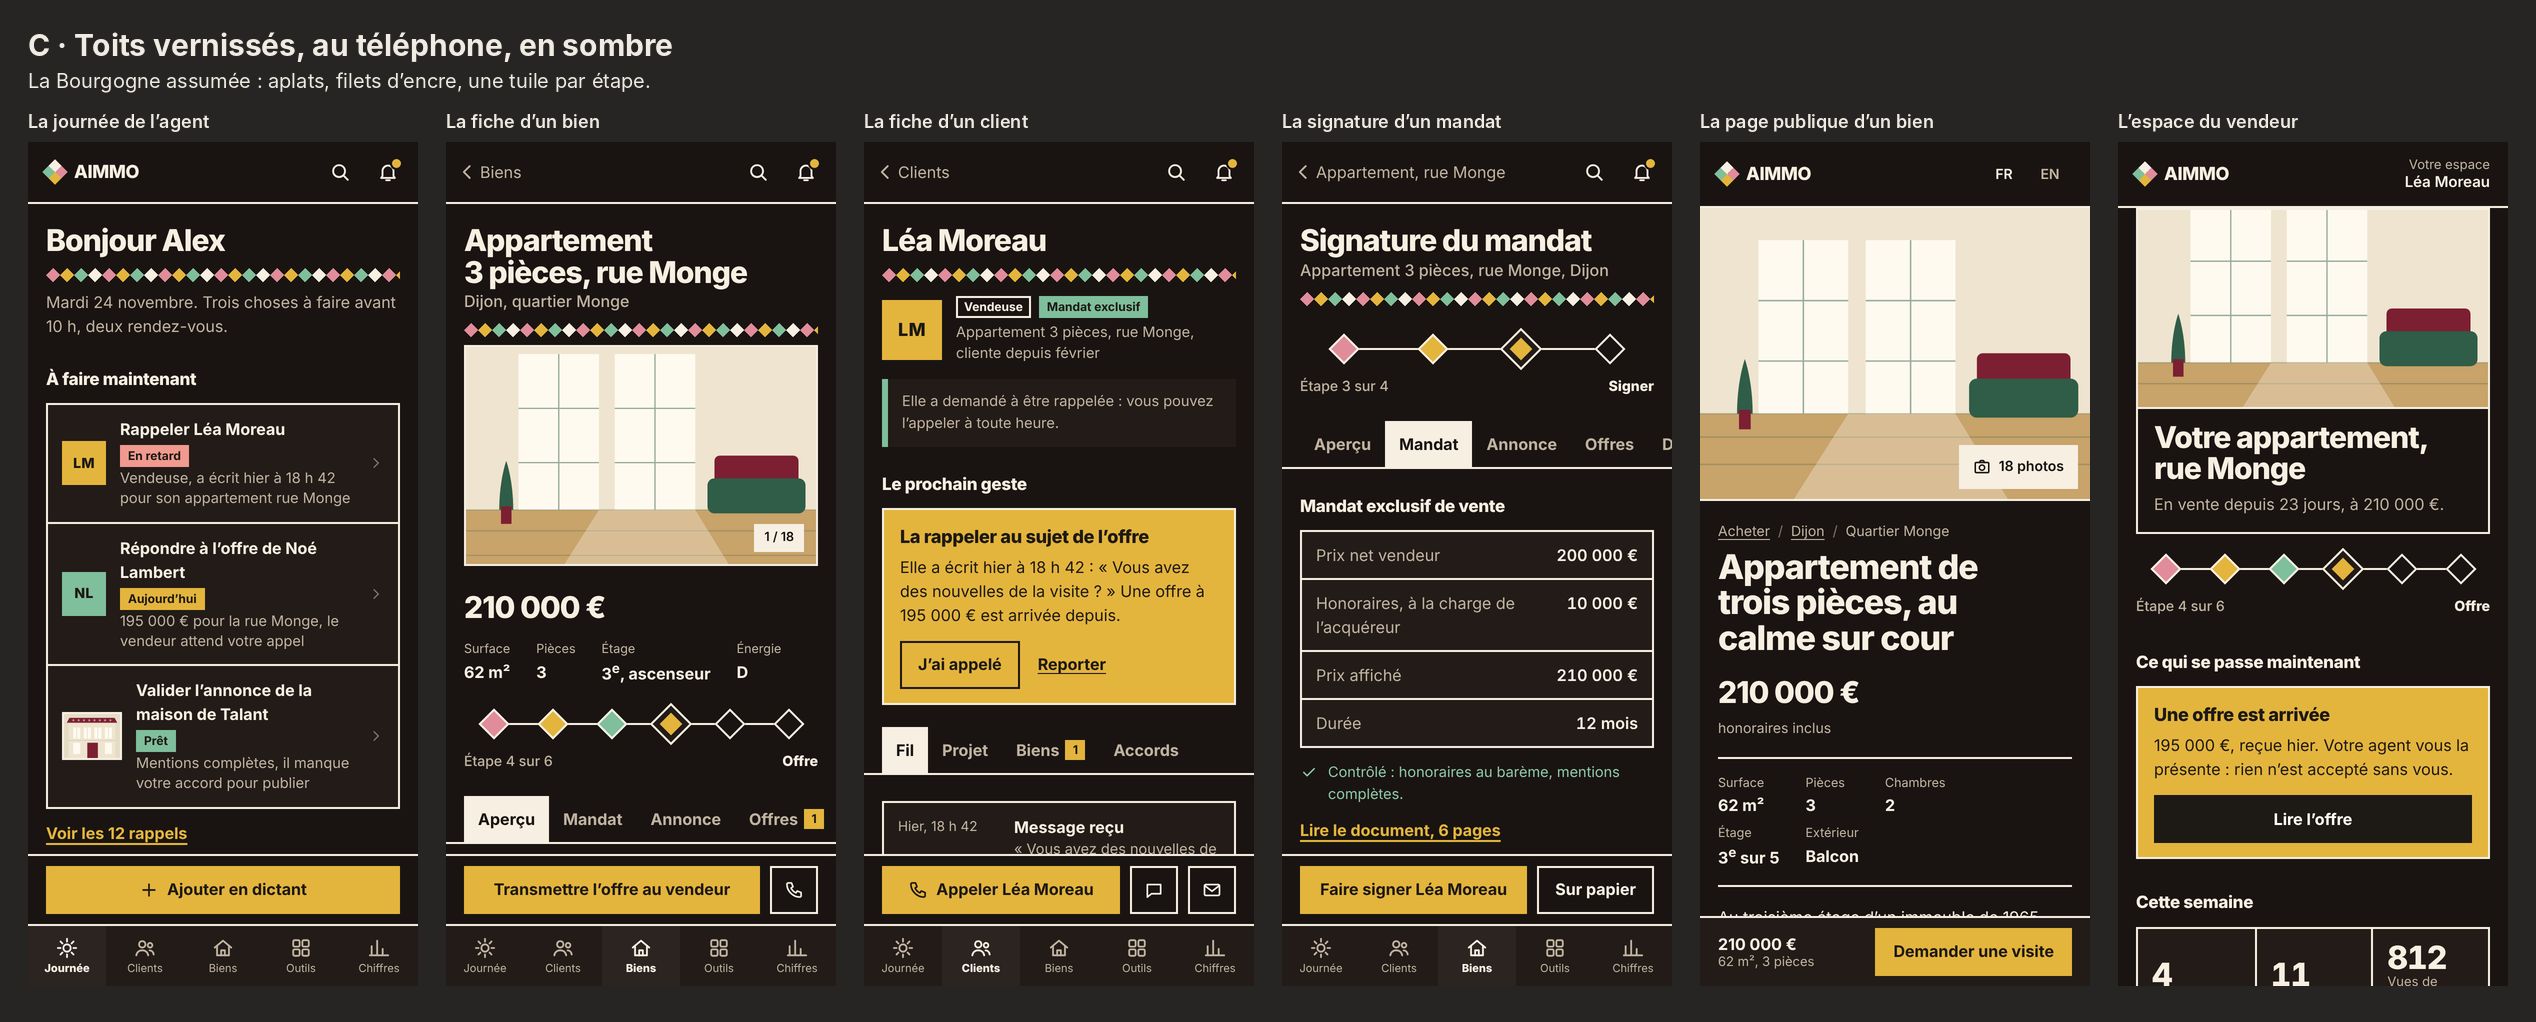 C · Toits vernissés, au téléphone, en sombre
La Bourgogne assumée : aplats, filets d’encre, une tuile par étape.
La journée de l’agent
AIMMO
Bonjour Alex
Mardi 24 novembre. Trois choses à faire avant
10 h, deux rendez-vous.
À faire maintenant
LM
Rappeler Léa Moreau
En retard
Vendeuse, a écrit hier à 18 h 42
pour son appartement rue Monge
NL
Répondre à l’offre de Noé
Lambert
Aujourd’hui
195 000 € pour la rue Monge, le
vendeur attend votre appel
Valider l’annonce de la
maison de Talant
Prêt
Mentions complètes, il manque
votre accord pour publier
Voir les 12 rappels
Ajouter en dictant
Journée Clients Biens Outils Chiffres
La fiche d’un bien
Biens
Appartement
3 pièces, rue Monge
Dijon, quartier Monge
1 / 18
210 000 €
Surface Pièces Étage Énergie
62 m² 3 3e, ascenseur D
Étape 4 sur 6 Offre
Aperçu Mandat Annonce Offres 1
Transmettre l’offre au vendeur
Journée Clients Biens Outils Chiffres
La fiche d’un client
Clients
Léa Moreau
LM
Vendeuse Mandat exclusif
Appartement 3 pièces, rue Monge,
cliente depuis février
Elle a demandé à être rappelée : vous pouvez
l’appeler à toute heure.
Le prochain geste
La rappeler au sujet de l’offre
Elle a écrit hier à 18 h 42 : « Vous avez
des nouvelles de la visite ? » Une offre à
195 000 € est arrivée depuis.
J’ai appelé Reporter
Fil Projet Biens 1 Accords
Hier, 18 h 42 Message reçu
« Vous avez des nouvelles de
Appeler Léa Moreau
Journée Clients Biens Outils Chiffres
La signature d’un mandat
Appartement, rue Monge
Signature du mandat
Appartement 3 pièces, rue Monge, Dijon
Étape 3 sur 4 Signer
Aperçu Mandat Annonce Offres D
Mandat exclusif de vente
Prix net vendeur 200 000 €
Honoraires, à la charge de 10 000 €
l’acquéreur
Prix affiché 210 000 €
Durée 12 mois
Contrôlé : honoraires au barème, mentions
complètes.
Lire le document, 6 pages
Faire signer Léa Moreau Sur papier
Journée Clients Biens Outils Chiffres
La page publique d’un bien
AIMMO FR EN
18 photos
Acheter / Dijon / Quartier Monge
Appartement de
trois pièces, au
calme sur cour
210 000 €
honoraires inclus
Surface Pièces Chambres
62 m² 3 2
Étage Extérieur
3e sur 5 Balcon
Au troisième étage d’un immeuble de 1965
210 000 €
62 m², 3 pièces
Demander une visite
L’espace du vendeur
AIMMO
Votre espace
Léa Moreau
Votre appartement,
rue Monge
En vente depuis 23 jours, à 210 000 €.
Étape 4 sur 6 Offre
Ce qui se passe maintenant
Une offre est arrivée
195 000 €, reçue hier. Votre agent vous la
présente : rien n’est accepté sans vous.
Lire l’offre
Cette semaine
4 11 812
Vues de